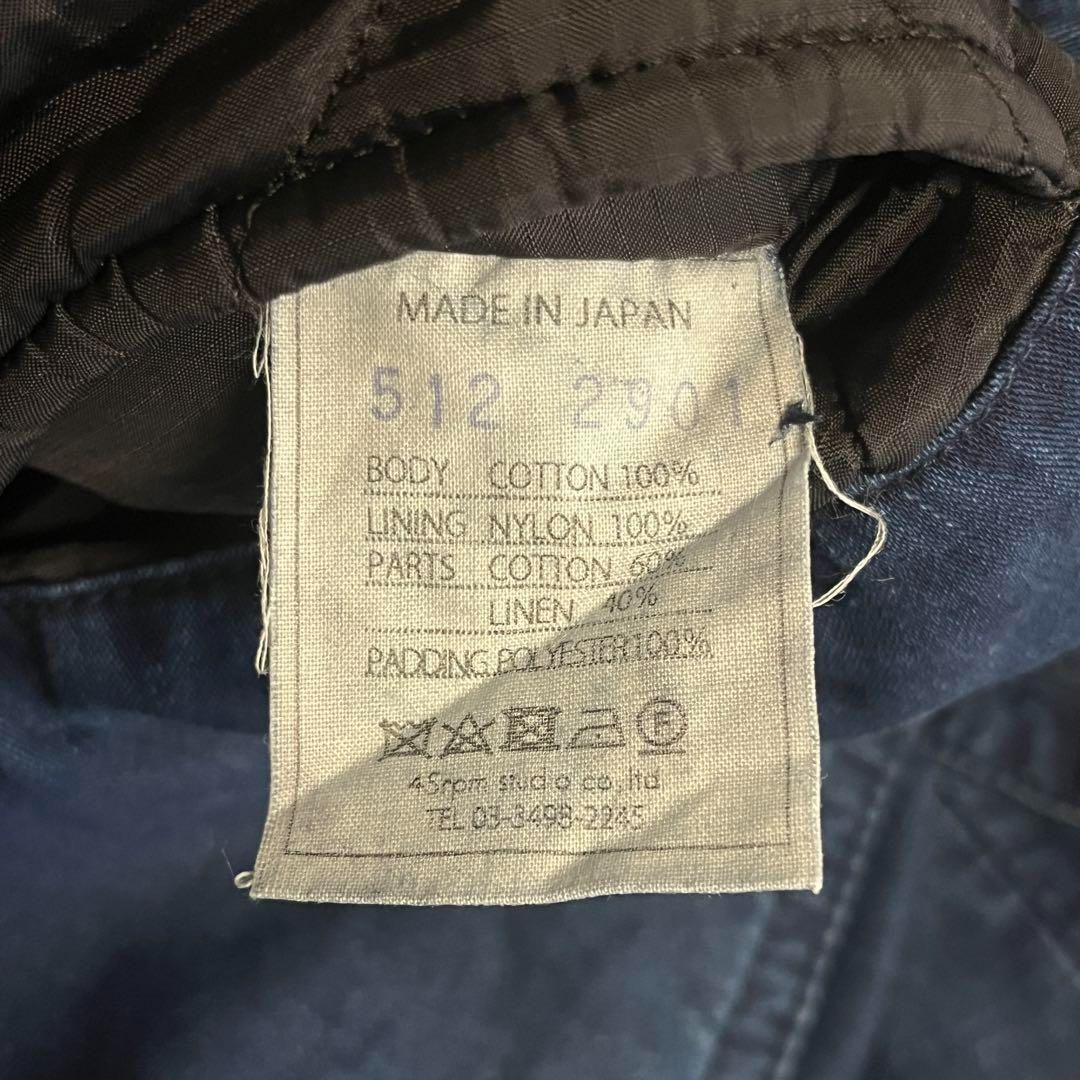 MADE IN JAPAN
512 2901
BODY COTTON 100%
LINING NYLON 100%
PARTS COTTON 60%
LINEN 40%
PADDING POLYESTER 100%
F
45rpm studio co.,ltd
TEL 03-3498-2245